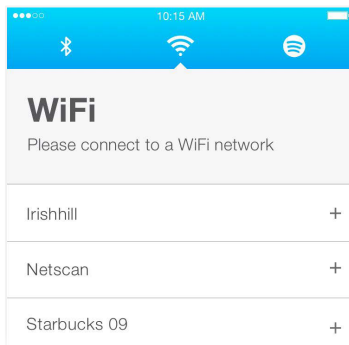 10:15 AM
WiFi
Please connect to a WiFi network
Irishhill
+
Netscan
+
Starbucks 09
+